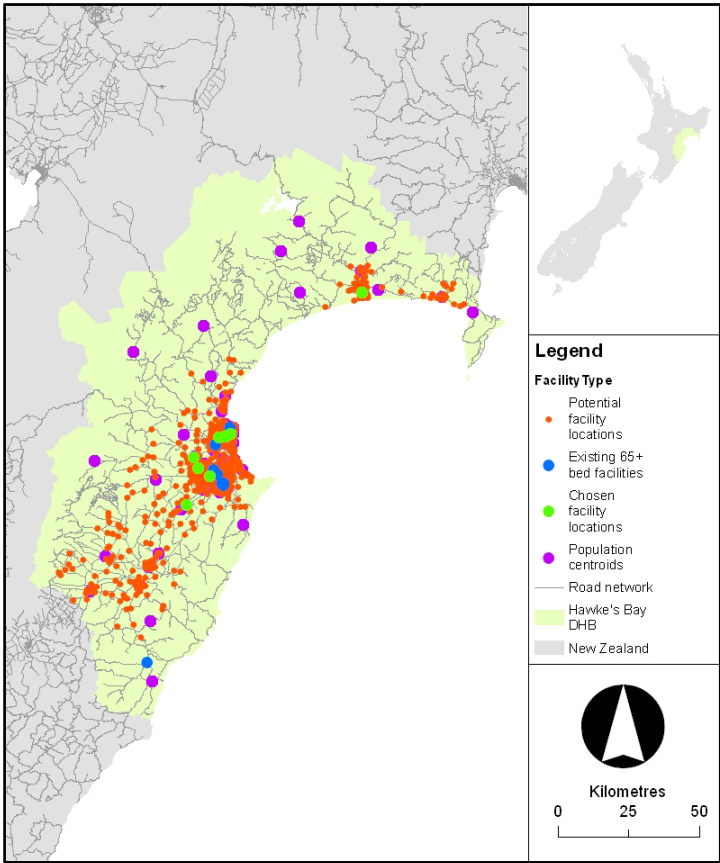 Legend
Facility Type
Potential
facility
locations
Existing 65+
bed facilities
Chosen
facility
locations
Population
centroids
Road network
Hawke's Bay
DHB
New Zealand
Kilometres
0 25 50